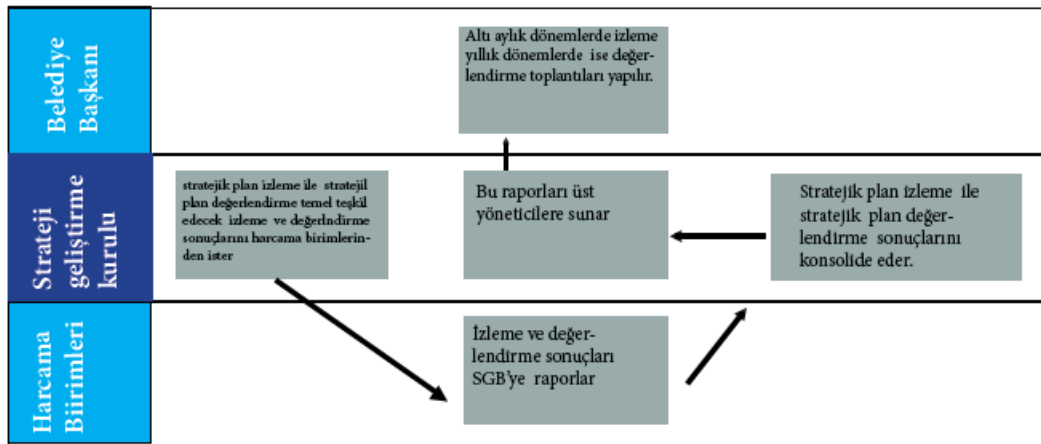 Belediye
Başkanı
Altı aylık dönemlerde izleme
yıllık dönemlerde ise değer-
lendirme toplantıları yapılır.
Strateji
geliştirme
kurulu
stratejik plan izleme ile stratejil
plan değerlendirme temel teşkil
edecek izleme ve değerlndirme
sonuçlarını harcama birimlerin-
den ister
Bu raporları üst
yöneticilere sunar
Stratejik plan izleme ile
stratejik plan değer-
lendirme sonuçlarını
konsolide eder.
Harcama
Biirimleri
İzleme ve değer-
lendirme sonuçları
SGB'ye raporlar